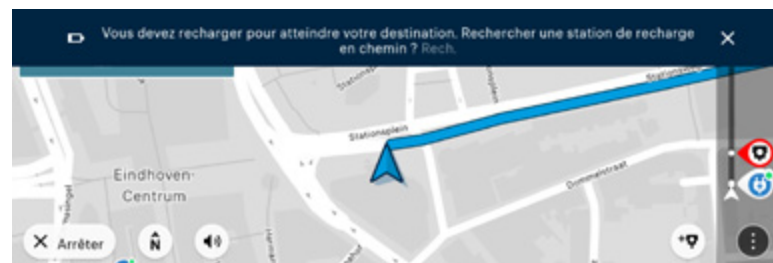 Vous devez recharger pour atteindre votre destination. Rechercher une station de recharge
en chemin ? Rech.
Stationsplein
Eindhoven-
Centrum
Dommelstraat
Arrêter
N